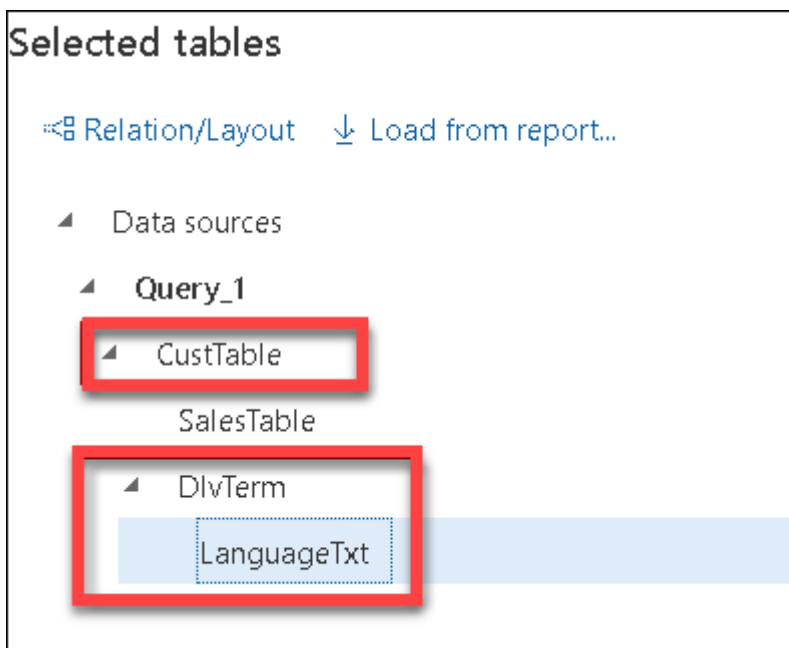 Selected tables
Relation/Layout Load from report...
Data sources
Query_1
CustTable
SalesTable
DlvTerm
LanguageTxt